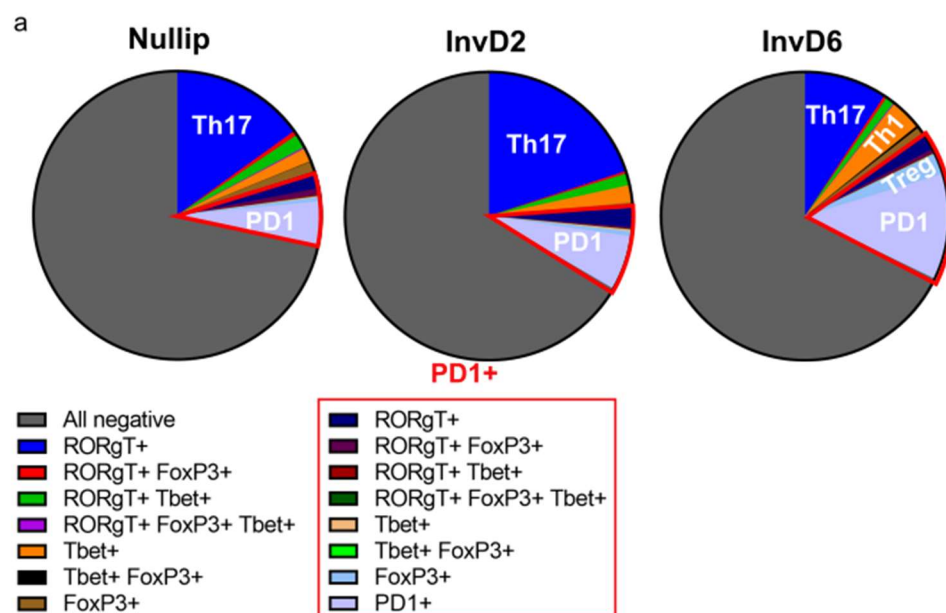 a
Nullip
InvD2
InvD6
Th17
PD1
Th17
PD1
Th17
Th1
Treg
PD1
PD1+
All negative
RORgT+
RORgT+ FoxP3+
RORgT+ Tbet+
RORgT+ FoxP3+ Tbet+
Tbet+
Tbet+ FoxP3+
FoxP3+
RORgT+
RORgT+ FoxP3+
RORgT+ Tbet+
RORgT+ FoxP3+ Tbet+
Tbet+
Tbet+ FoxP3+
FoxP3+
PD1+